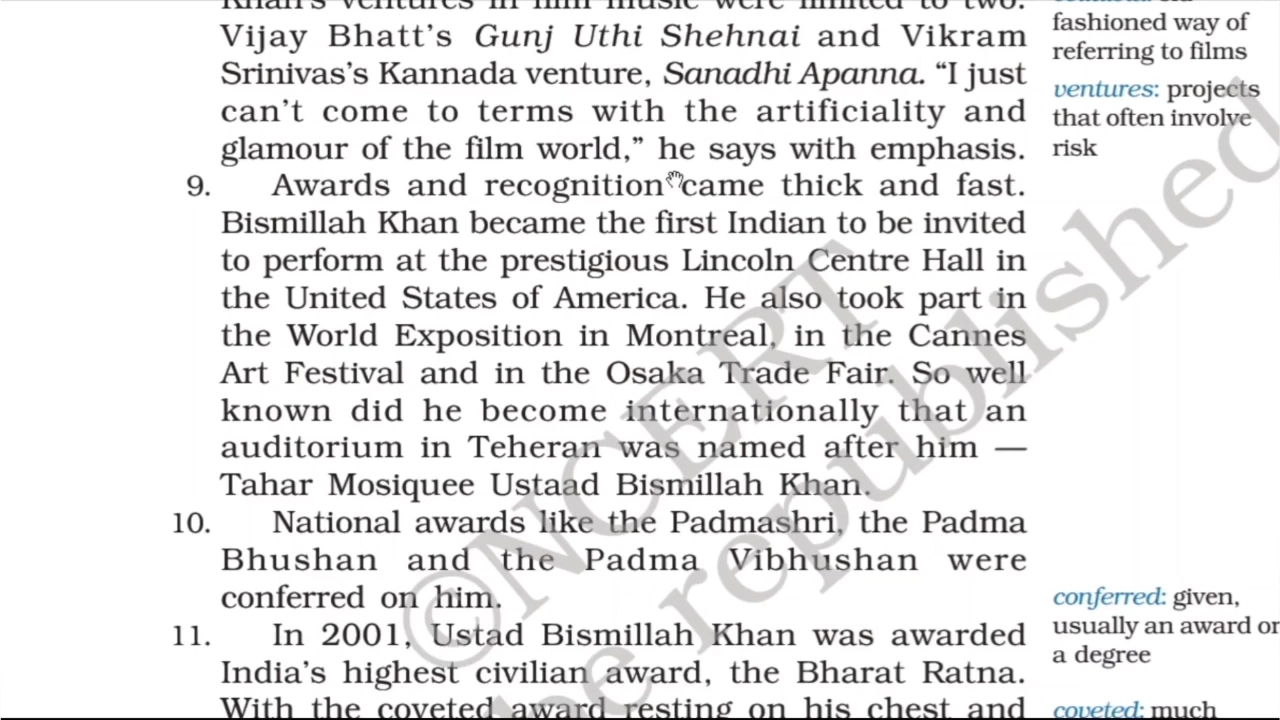 Khan's ventures in film music were limited to two:
Vijay Bhatt's Gunj Uthi Shehnai and Vikram
Srinivas's Kannada venture, Sanadhi Apanna. “I just
can't come to terms with the artificiality and
glamour of the film world,” he says with emphasis.
9. Awards and recognition came thick and fast.
Bismillah Khan became the first Indian to be invited
to perform at the prestigious Lincoln Centre Hall in
the United States of America. He also took part in
the World Exposition in Montreal, in the Cannes
Art Festival and in the Osaka Trade Fair. So well
known did he become internationally that an
auditorium in Teheran was named after him —
Tahar Mosiquee Ustaad Bismillah Khan.
10. National awards like the Padmashri, the Padma
Bhushan and the Padma Vibhushan were
conferred on him.
11. In 2001, Ustad Bismillah Khan was awarded
India's highest civilian award, the Bharat Ratna.
With the coveted award resting on his chest and
fashioned way of
referring to films
ventures: projects
that often involve
risk
conferred: given,
usually an award or
a degree
coveted: much
©NCERT
be republished